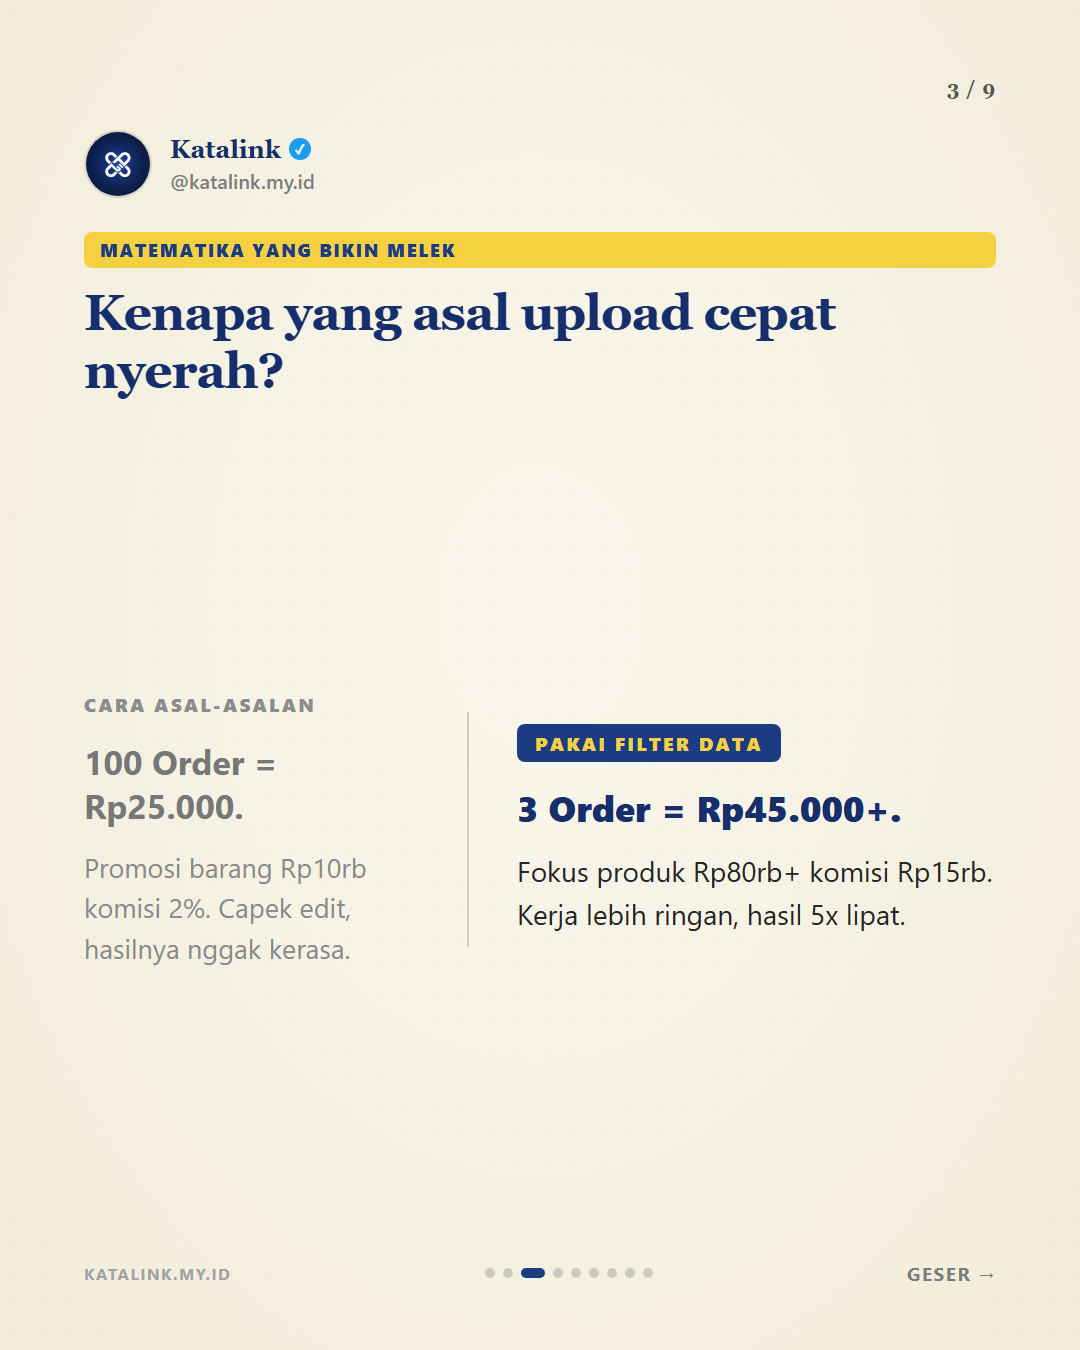 3 / 9
Katalink
@katalink.my.id
MATEMATIKA YANG BIKIN MELEK
Kenapa yang asal upload cepat
nyerah?
CARA ASAL-ASALAN
100 Order =
Rp25.000.
Promosi barang Rp10rb
komisi 2%. Capek edit,
hasilnya nggak kerasa.
PAKAI FILTER DATA
3 Order = Rp45.000+.
Fokus produk Rp80rb+ komisi Rp15rb.
Kerja lebih ringan, hasil 5x lipat.
KATALINK.MY.ID
GESER →